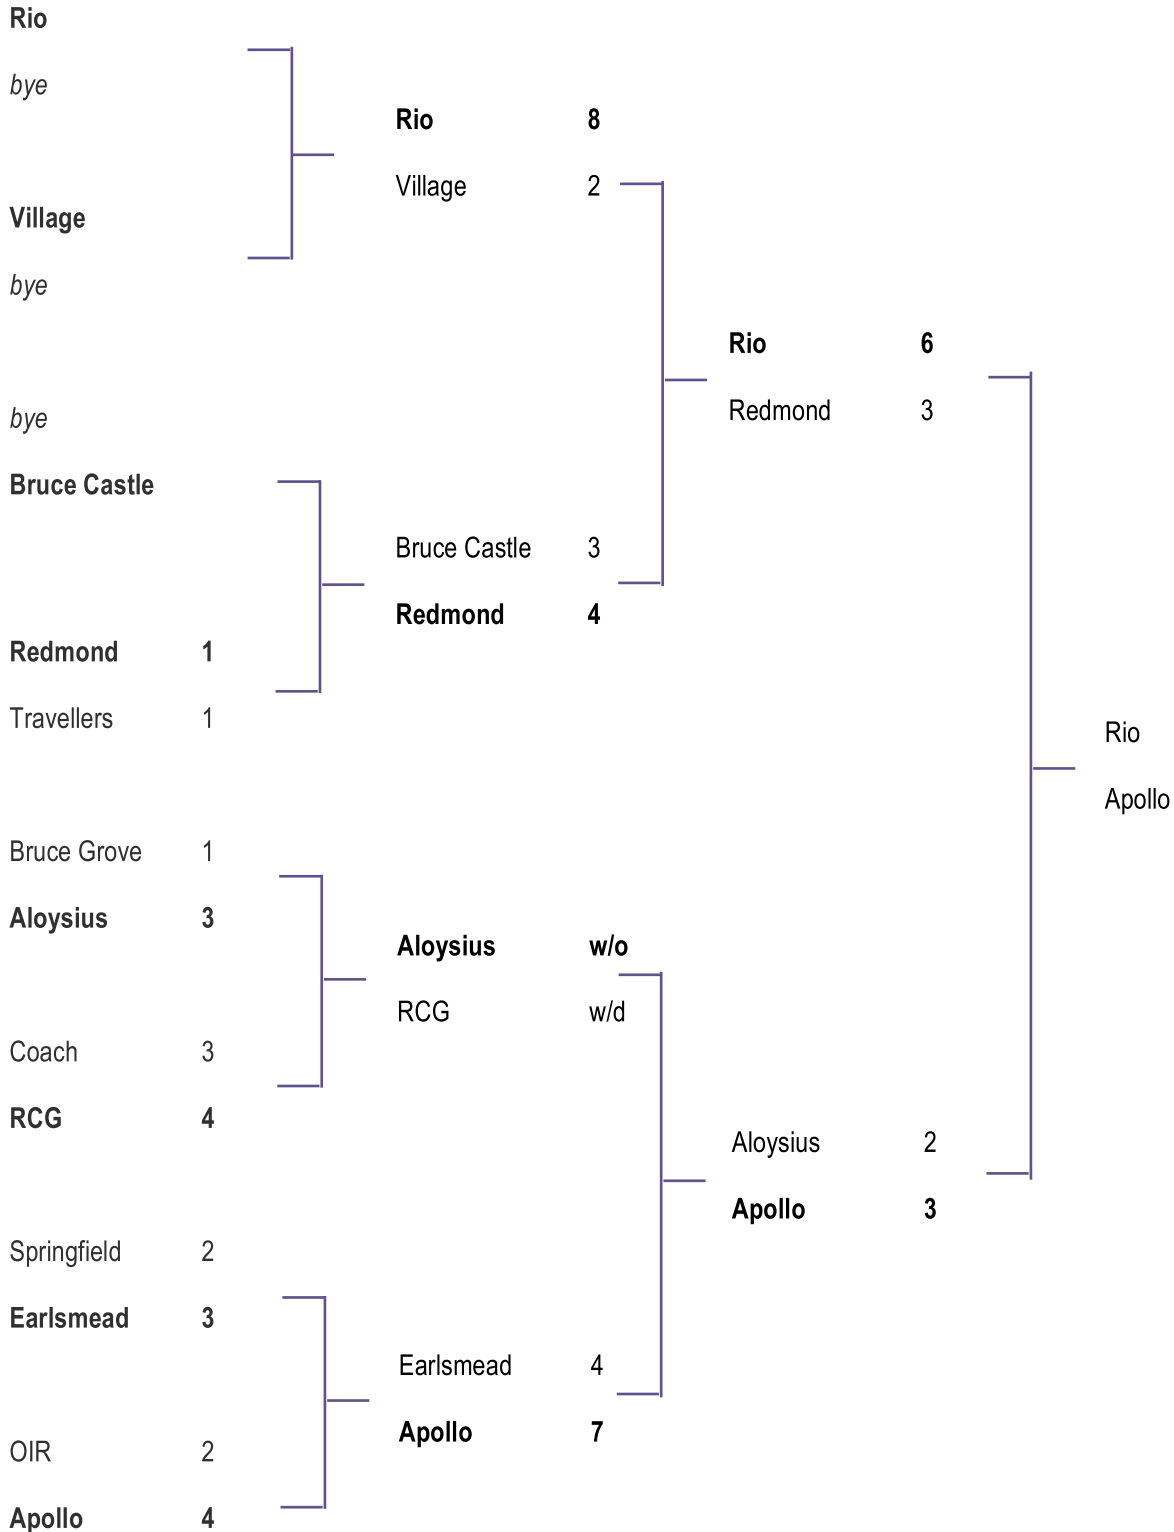 Rio
bye
Village
bye
bye
Bruce Castle
Redmond 1
Travellers 1
Bruce Grove 1
Aloysius 3
Coach 3
RCG 4
Springfield 2
Earlsmead 3
OIR 2
Apollo 4
Rio 8
Village 2
Bruce Castle 3
Redmond 4
Aloysius w/o
RCG w/d
Earlsmead 4
Apollo 7
Rio 6
Redmond 3
Aloysius 2
Apollo 3
Rio
Apollo